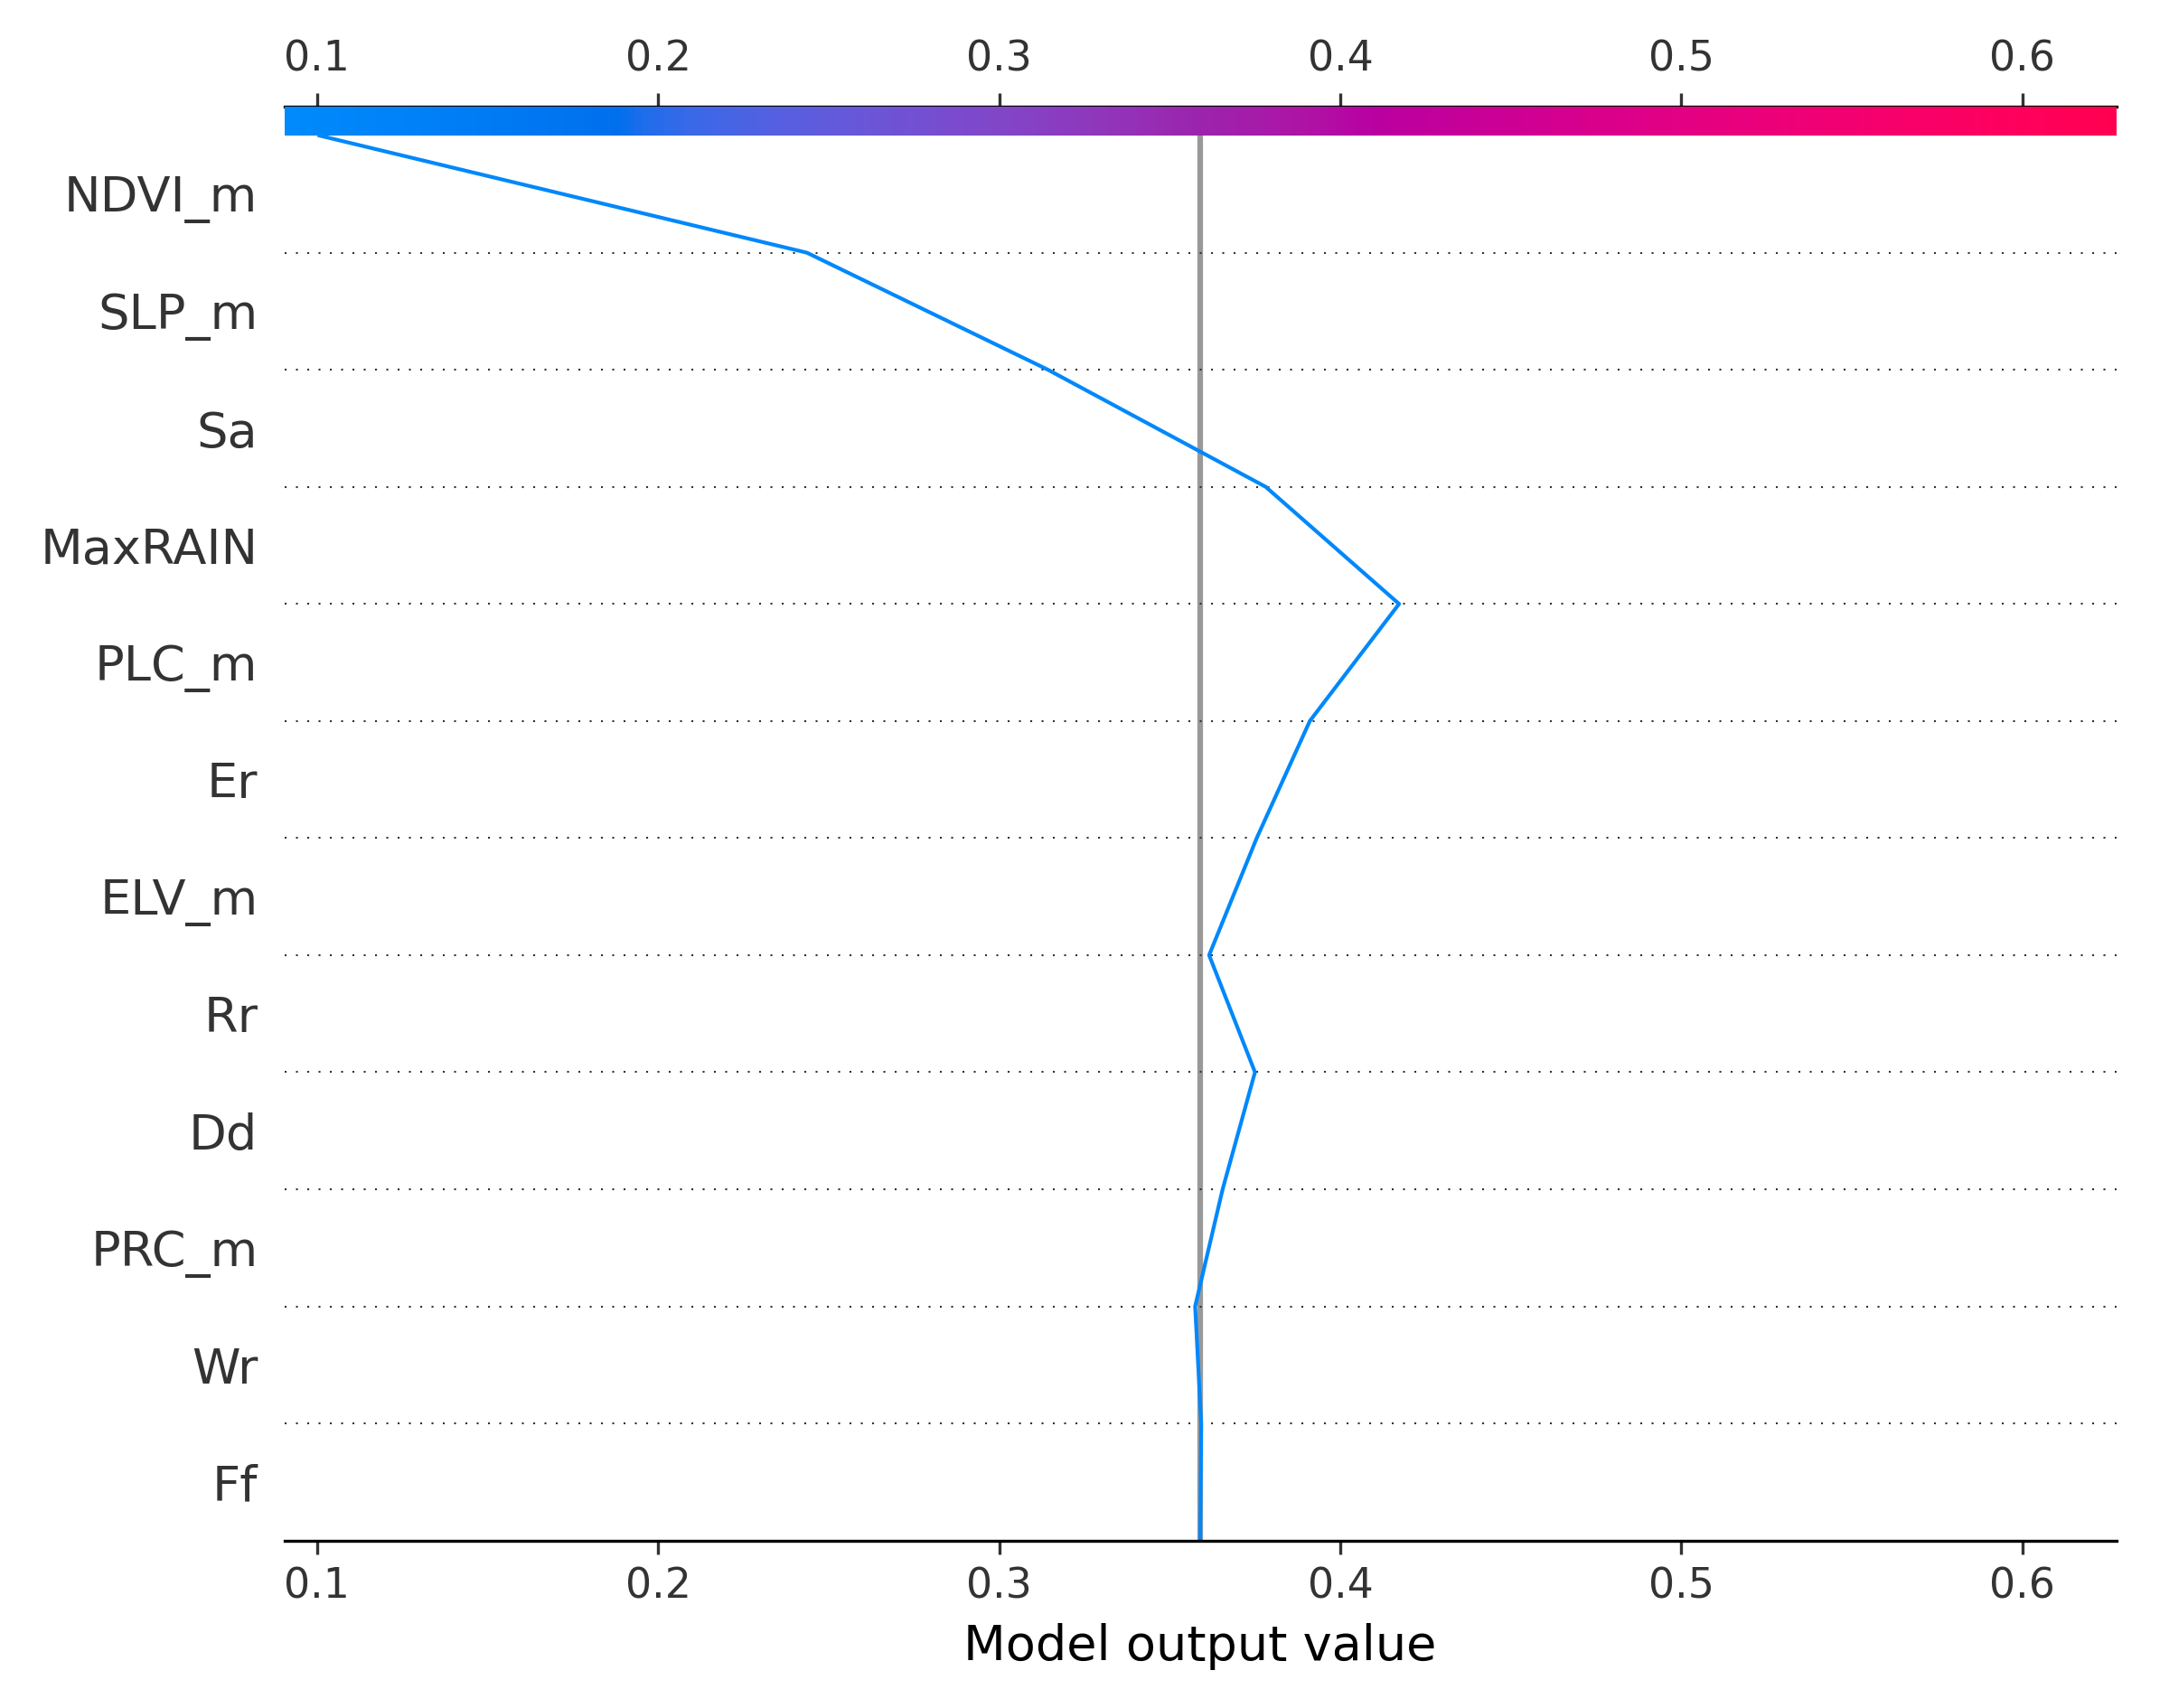 0.1 0.2 0.3 0.4 0.5 0.6
NDVI_m
SLP_m
Sa
MaxRAIN
PLC_m
Er
ELV_m
Rr
Dd
PRC_m
Wr
Ff
0.1 0.2 0.3 0.4 0.5 0.6
Model output value